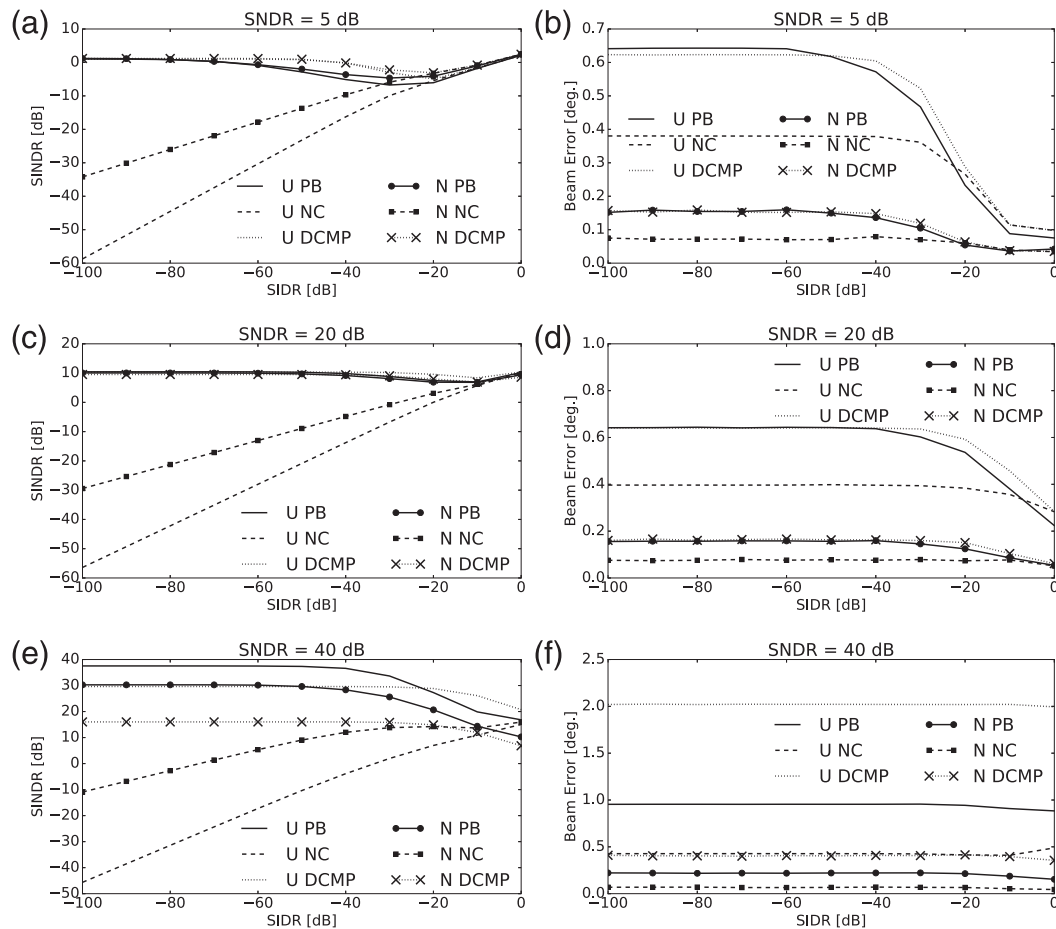 (a)
SNDR = 5 dB
10
0
−10
−20
−30
−40
−50
−60
SINDR [dB]
U PB
N PB
U NC
N NC
U DCMP
N DCMP
−100
−80
−60
−40
−20
0
SIDR [dB]
(b)
SNDR = 5 dB
0.7
0.6
0.5
0.4
0.3
0.2
0.1
0.0
Beam Error [deg.]
U PB
N PB
U NC
N NC
U DCMP
N DCMP
−100
−80
−60
−40
−20
0
SIDR [dB]
(c)
SNDR = 20 dB
20
10
0
−10
−20
−30
−40
−50
−60
SINDR [dB]
U PB
N PB
U NC
N NC
U DCMP
N DCMP
−100
−80
−60
−40
−20
0
SIDR [dB]
(d)
SNDR = 20 dB
1.0
0.8
0.6
0.4
0.2
0.0
Beam Error [deg.]
U PB
N PB
U NC
N NC
U DCMP
N DCMP
−100
−80
−60
−40
−20
0
SIDR [dB]
(e)
SNDR = 40 dB
40
30
20
10
0
−10
−20
−30
−40
−50
SINDR [dB]
U PB
N PB
U NC
N NC
U DCMP
N DCMP
−100
−80
−60
−40
−20
0
SIDR [dB]
(f)
SNDR = 40 dB
2.5
2.0
1.5
1.0
0.5
0.0
Beam Error [deg.]
U PB
N PB
U NC
N NC
U DCMP
N DCMP
−100
−80
−60
−40
−20
0
SIDR [dB]